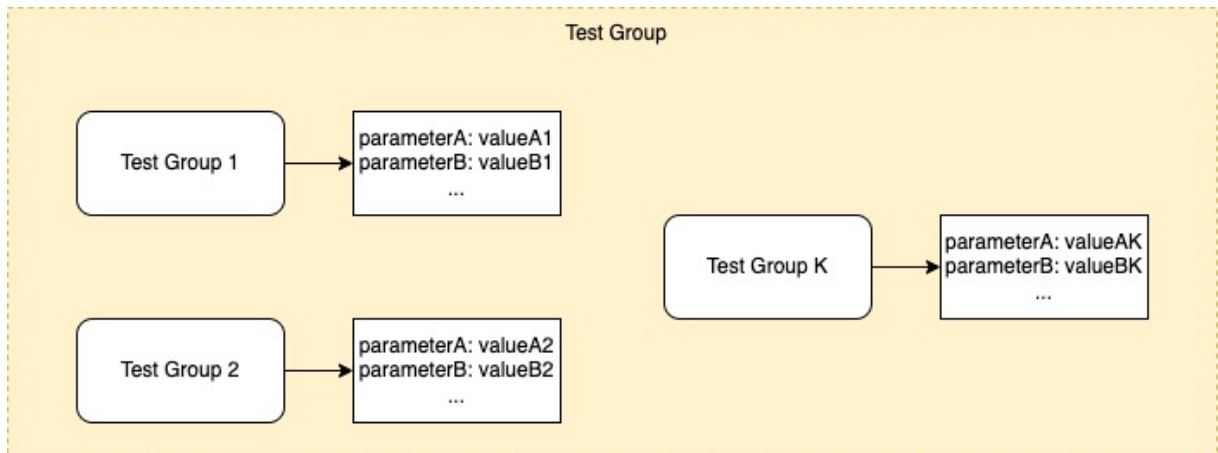 Test Group
Test Group 1
parameterA: valueA1
parameterB: valueB1
...
Test Group 2
parameterA: valueA2
parameterB: valueB2
...
Test Group K
parameterA: valueAK
parameterB: valueBK
...